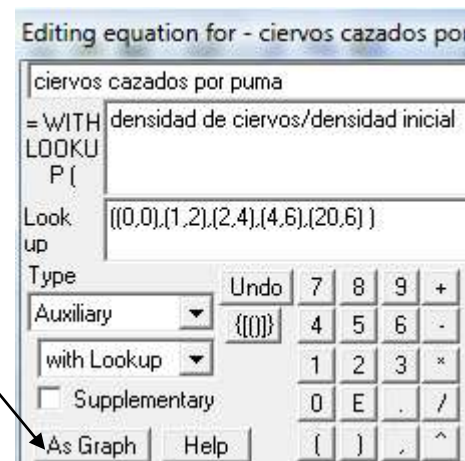 Editing equation for - ciervos cazados por
ciervos cazados por puma
= WITH LOOKU P (
densidad de ciervos/densidad inicial
Look up
((0,0),(1,2),(2,4),(4,6),(20,6) )
Type
Undo 7 8 9 +
Auxiliary
{[()]} 4 5 6 -
with Lookup
1 2 3 *
Supplementary
0 E . /
As Graph Help ( ) , ^